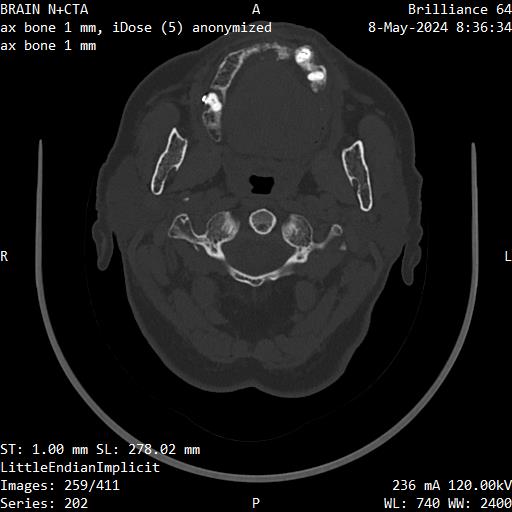 BRAIN N+CTA
ax bone 1 mm, iDose (5) anonymized
ax bone 1 mm
A
Brilliance 64
8-May-2024 8:36:34
R
L
ST: 1.00 mm SL: 278.02 mm
LittleEndianImplicit
Images: 259/411
Series: 202
P
236 mA 120.00kV
WL: 740 WW: 2400